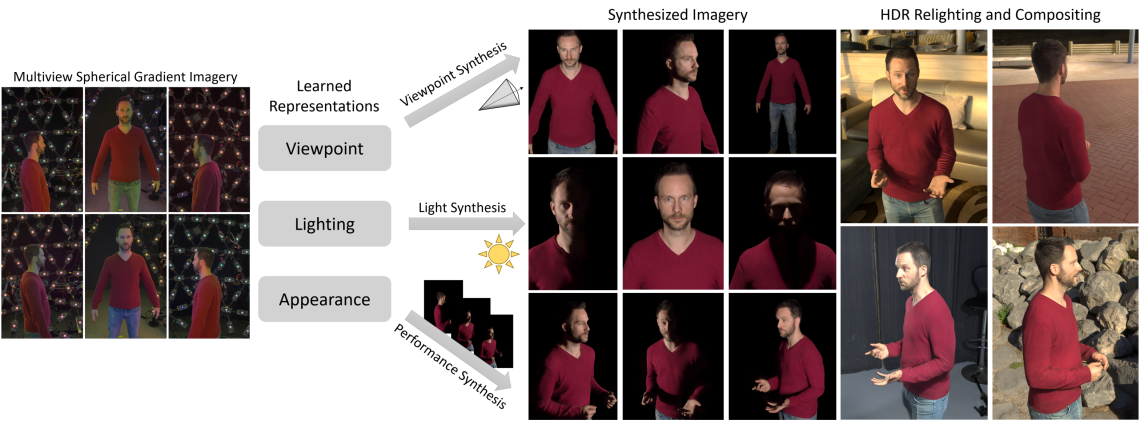 Multiview Spherical Gradient Imagery
Learned
Representations
Viewpoint
Lighting
Appearance
Viewpoint Synthesis
Light Synthesis
Performance Synthesis
Synthesized Imagery
HDR Relighting and Compositing